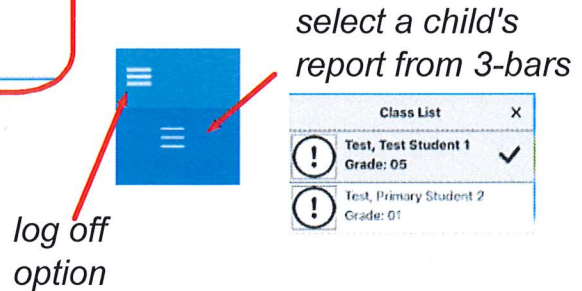 select a child's
report from 3-bars
Class List X
Test, Test Student 1
Grade: 05
Test, Primary Student 2
Grade: 01
log off
option